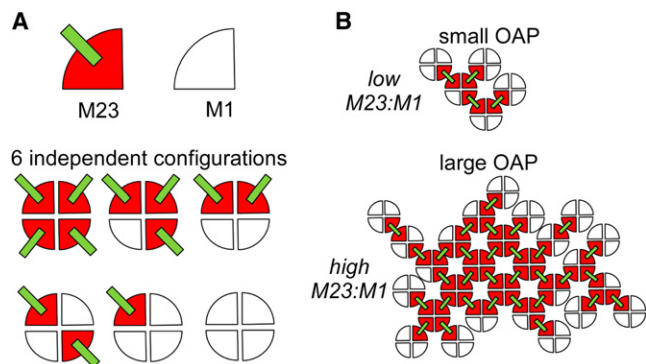 A
M23
M1
6 independent configurations
B
small OAP
low
M23:M1
large OAP
high
M23:M1